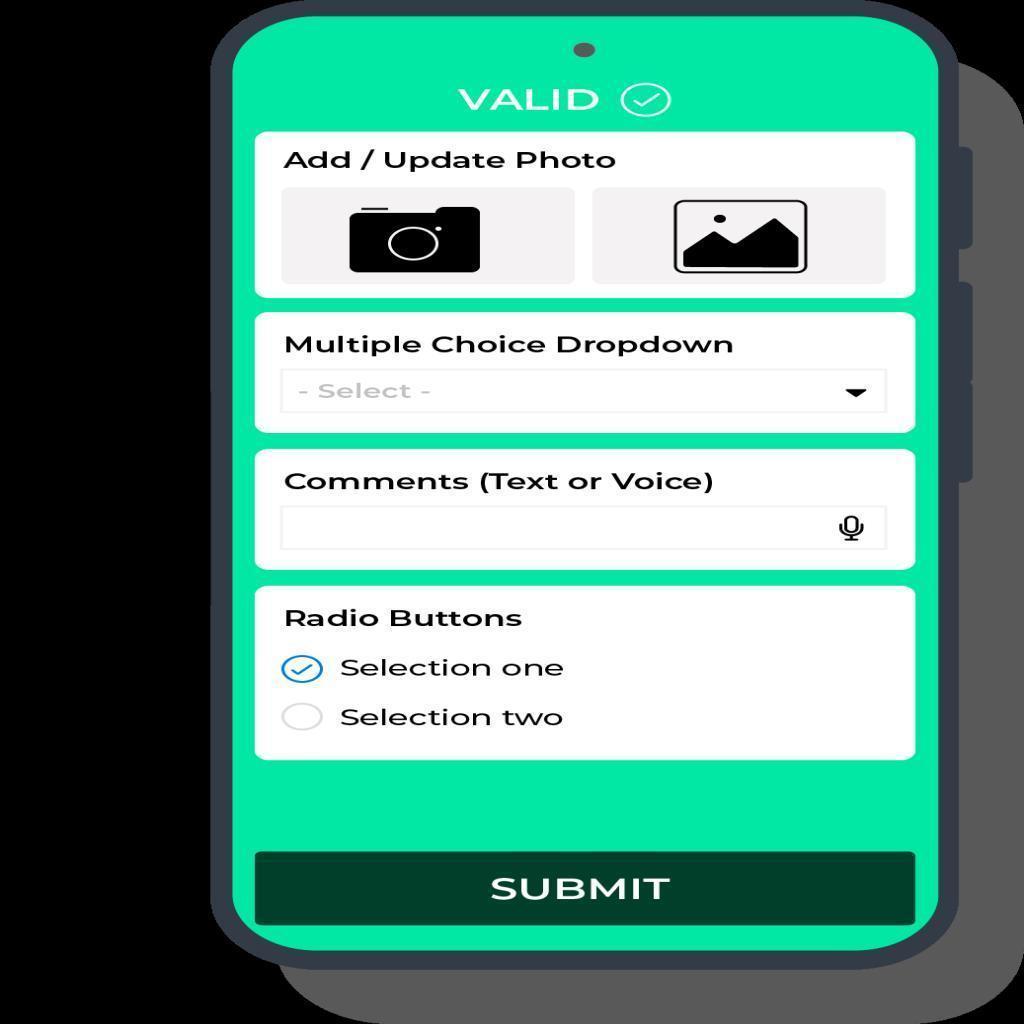 VALID
Add / Update Photo
Multiple Choice Dropdown
- Select -
Comments (Text or Voice)
Radio Buttons
Selection one
Selection two
SUBMIT